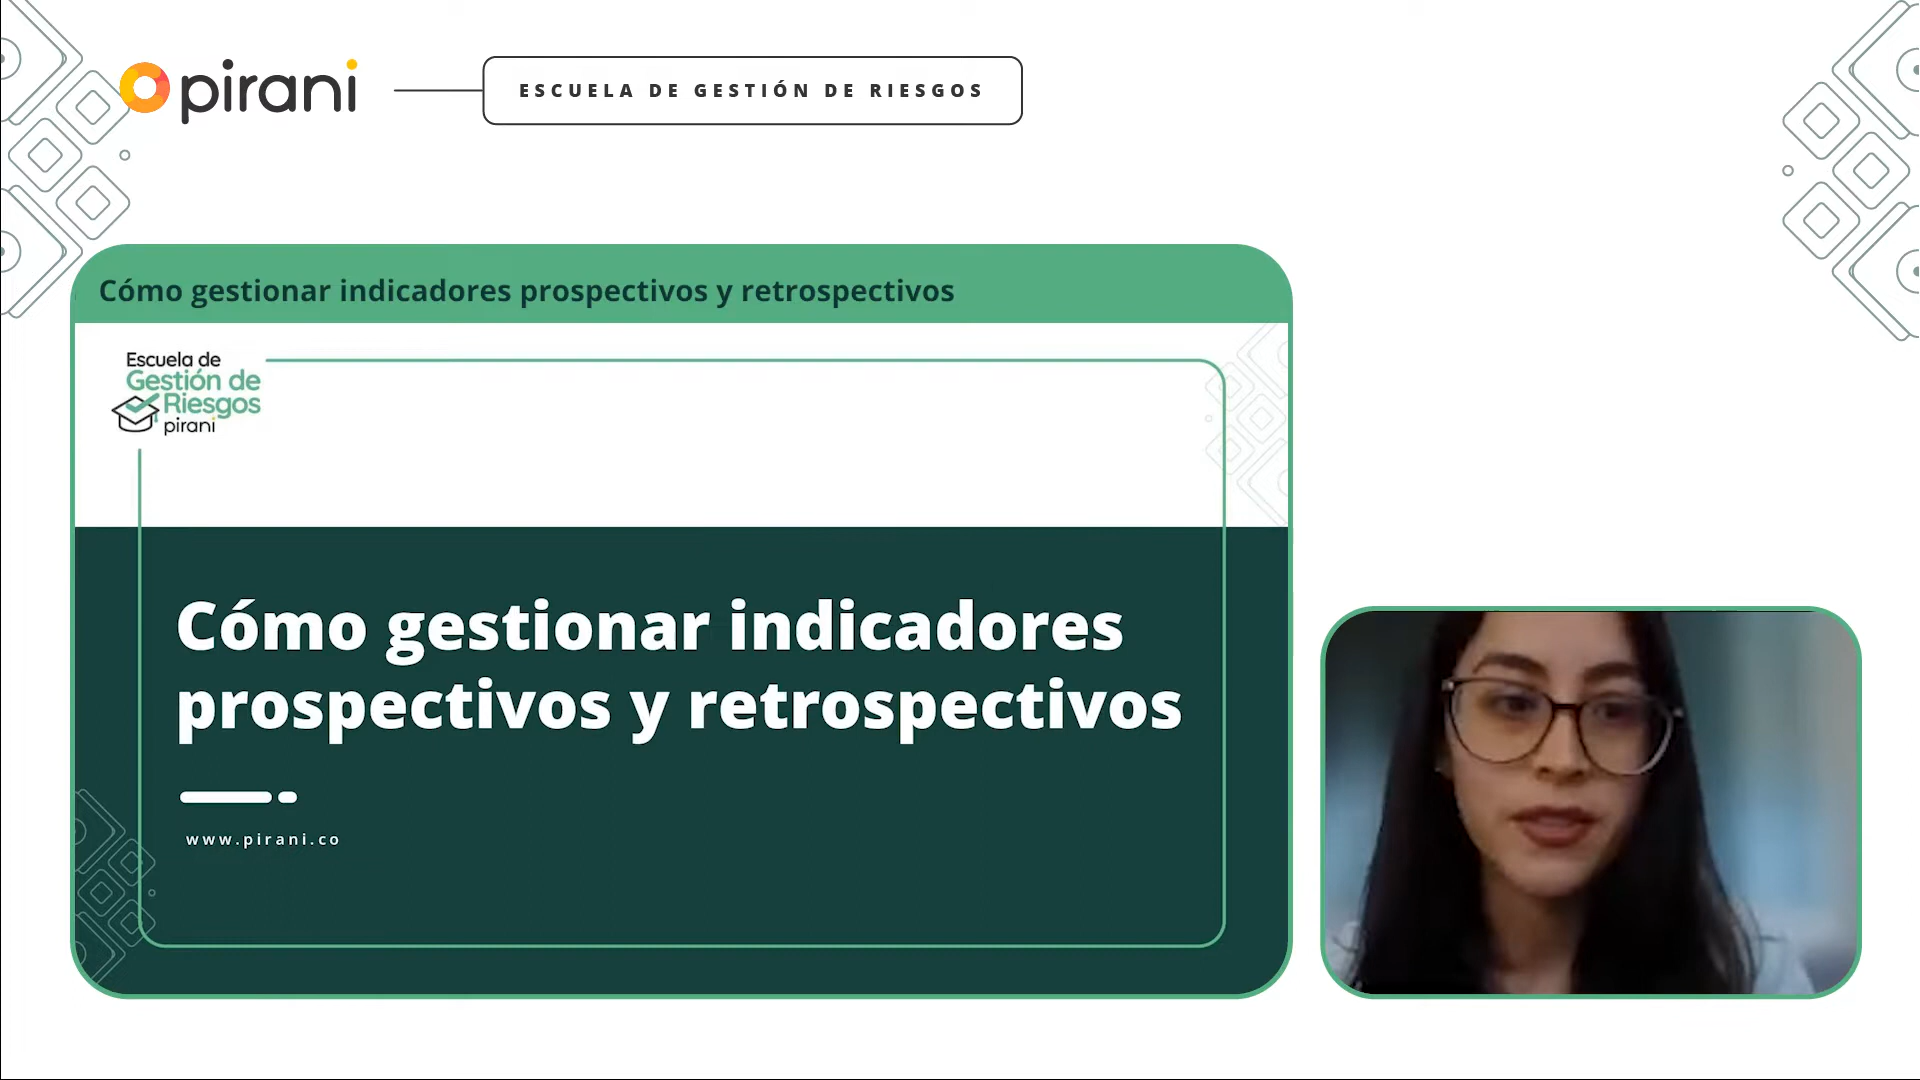 pirani
ESCUELA DE GESTIÓN DE RIESGOS
Cómo gestionar indicadores prospectivos y retrospectivos
Escuela de
Gestión de
Riesgos
pirani
Cómo gestionar indicadores
prospectivos y retrospectivos
www.pirani.co